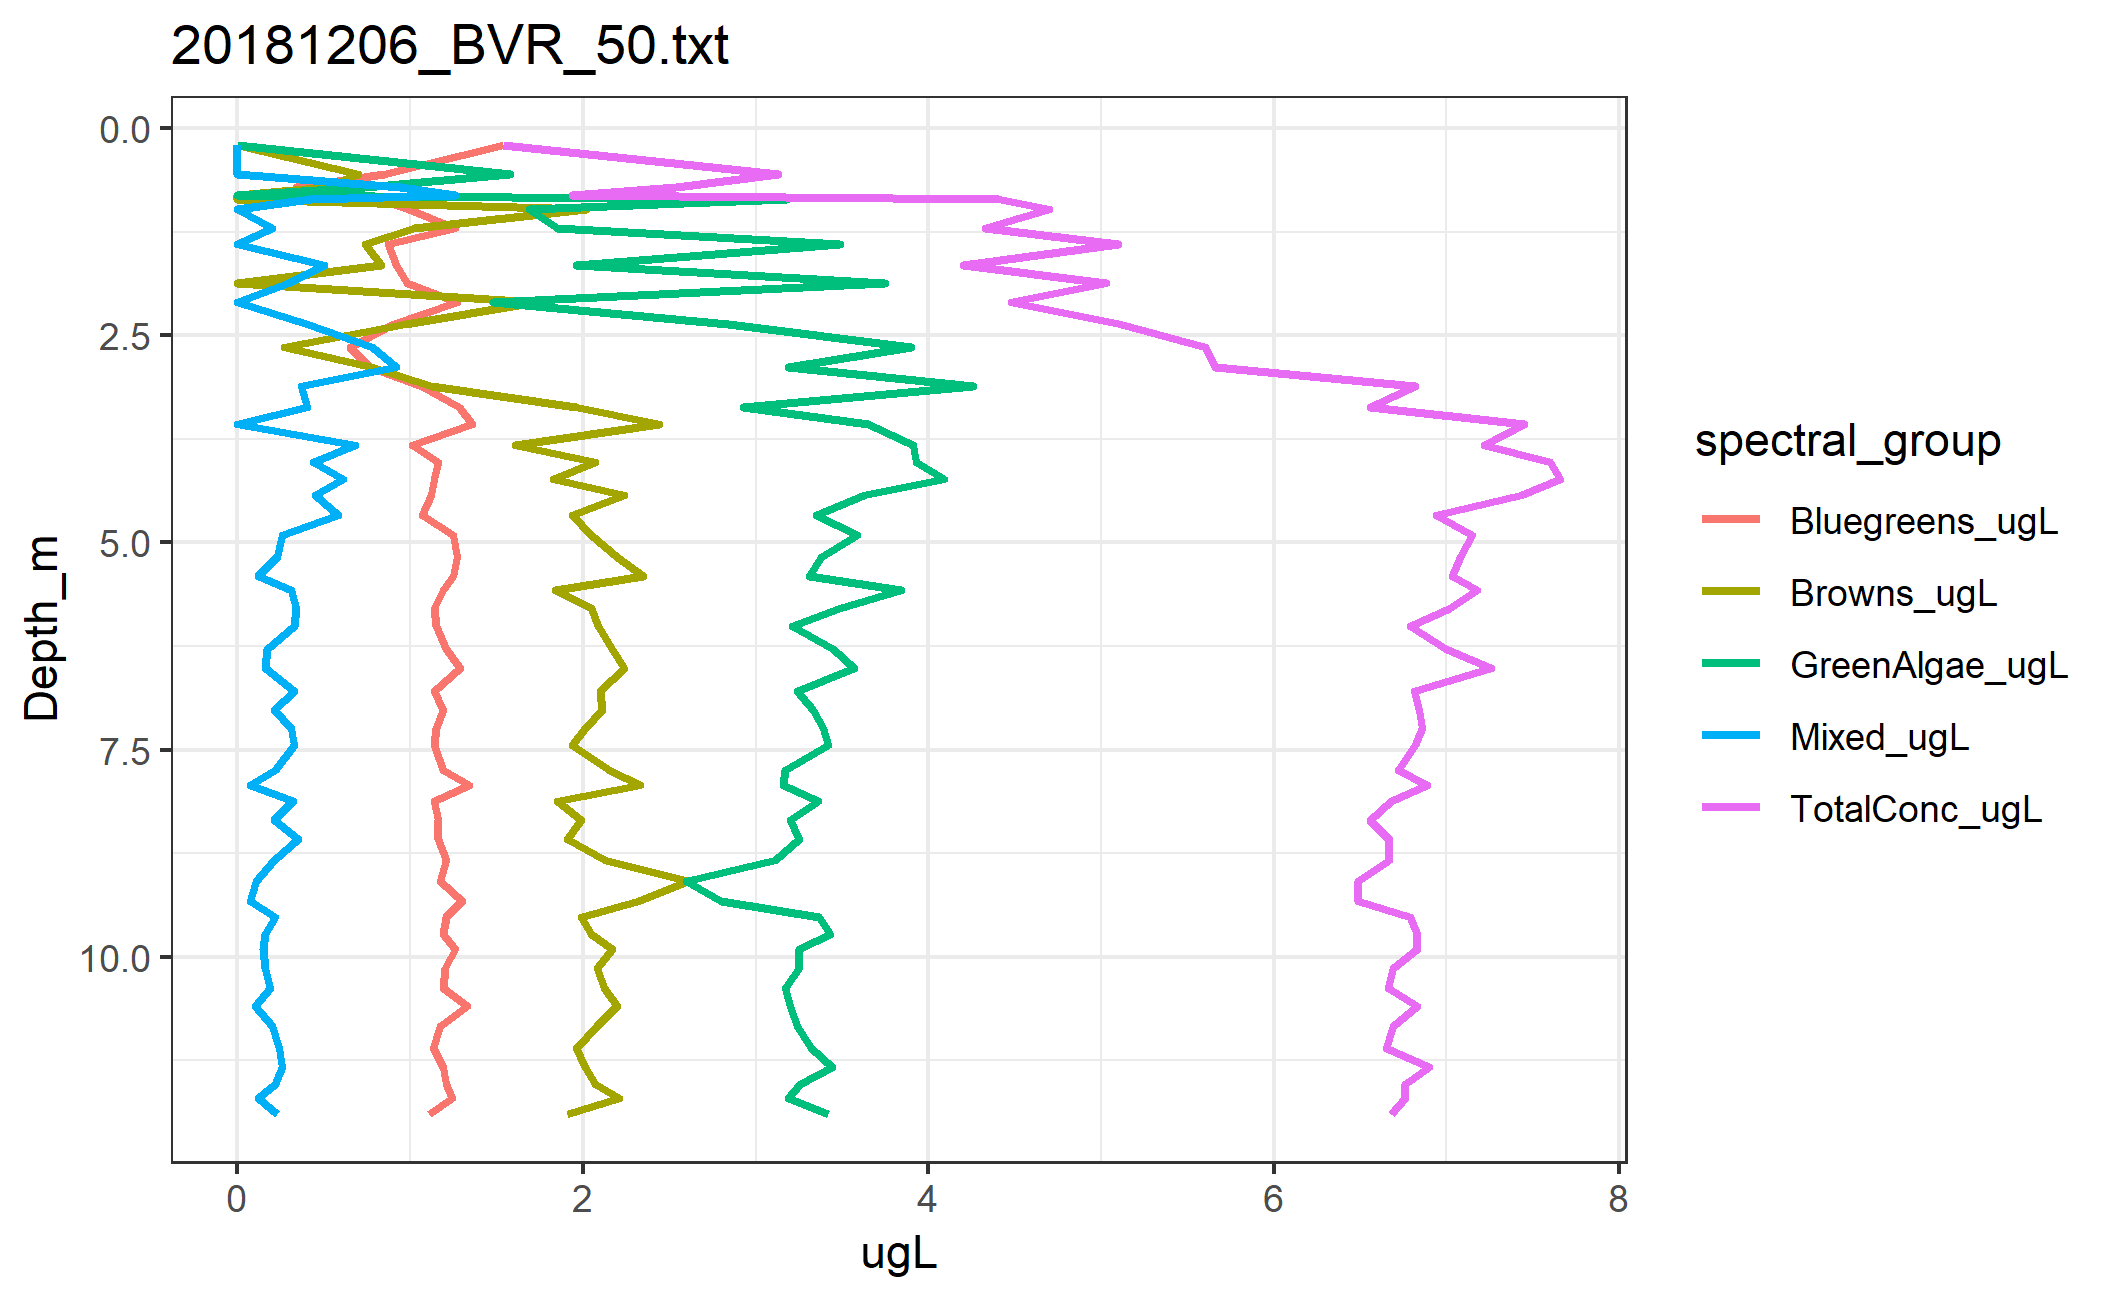 20181206_BVR_50.txt
Depth_m
0.0
2.5
5.0
7.5
10.0
0 2 4 6 8
ugL
spectral_group
Bluegreens_ugL
Browns_ugL
GreenAlgae_ugL
Mixed_ugL
TotalConc_ugL